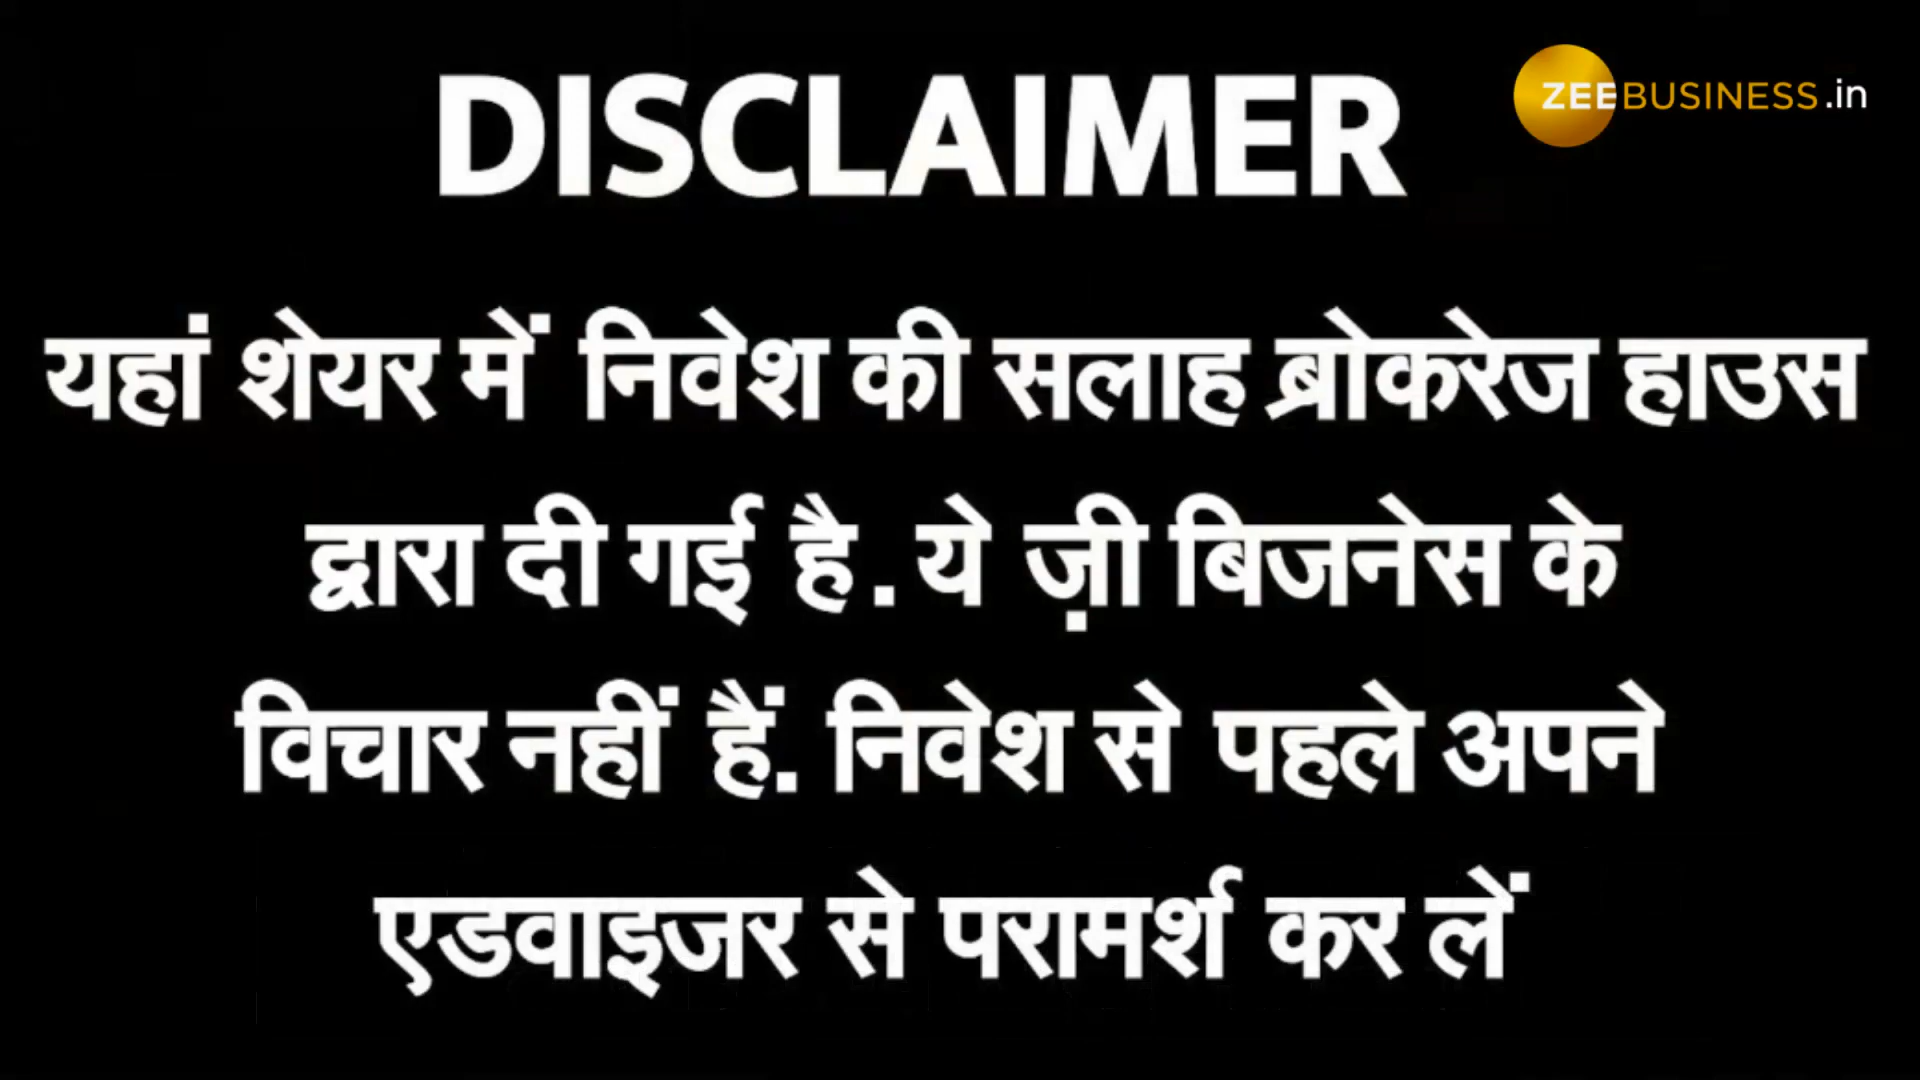 DISCLAIMER
ZEEBUSINESS.in
यहां शेयर में निवेश की सलाह ब्रोकरेज हाउस
द्वारा दी गई है. ये ज़ी बिजनेस के
विचार नहीं हैं. निवेश से पहले अपने
एडवाइजर से परामर्श कर लें